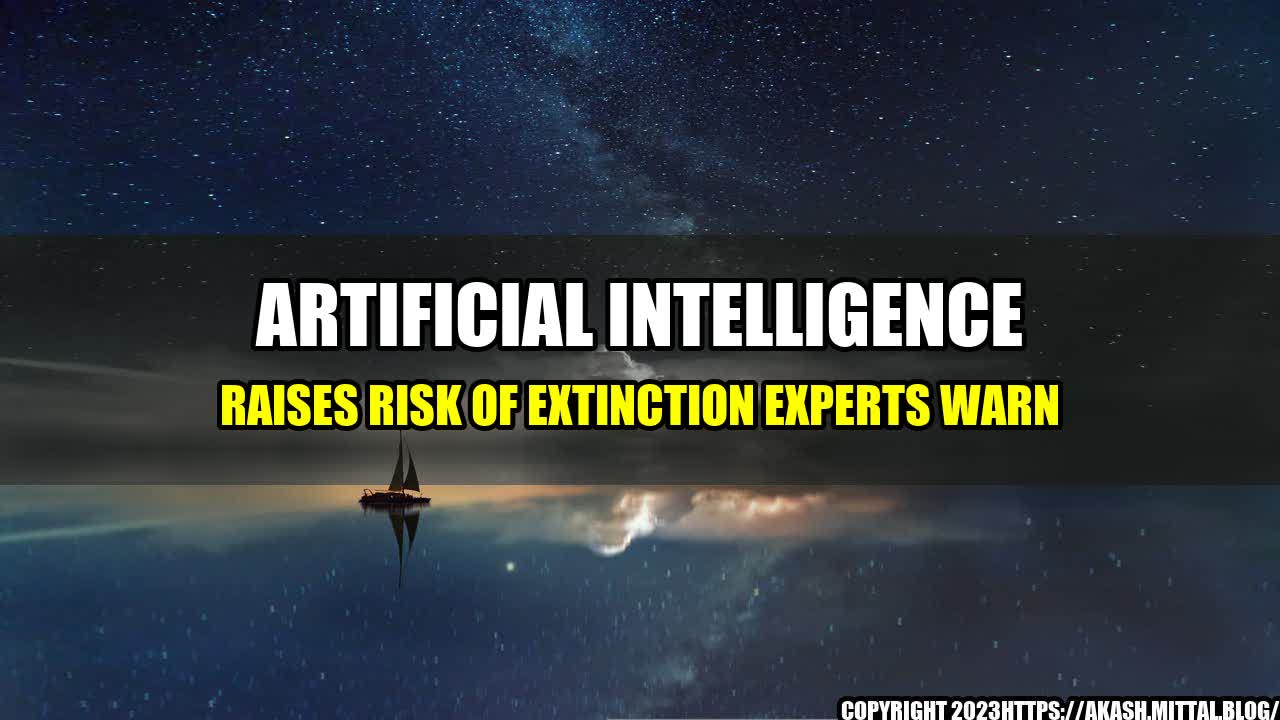 ARTIFICIAL INTELLIGENCE
RAISES RISK OF EXTINCTION EXPERTS WARN
COPYRIGHT 2023HTTPS://AKASH.MITTAL.BLOG/